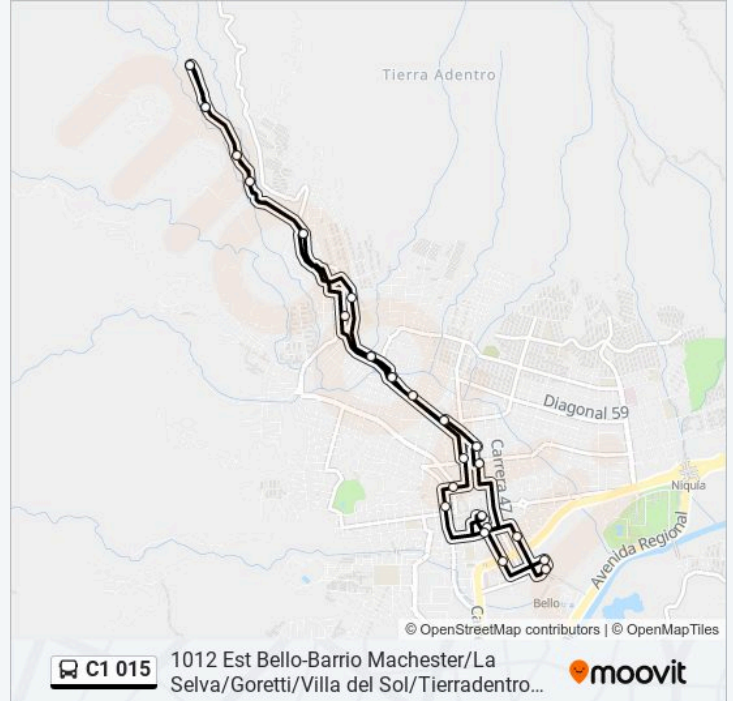 Tierra Adentro
Diagonal 59
Carrera 47
Niquía
Avenida Regional
Bello
Ca
© OpenStreetMap contributors | © OpenMapTiles
C1 015
1012 Est Bello-Barrio Machester/La
Selva/Goretti/Villa del Sol/Tierradentro…
moovit